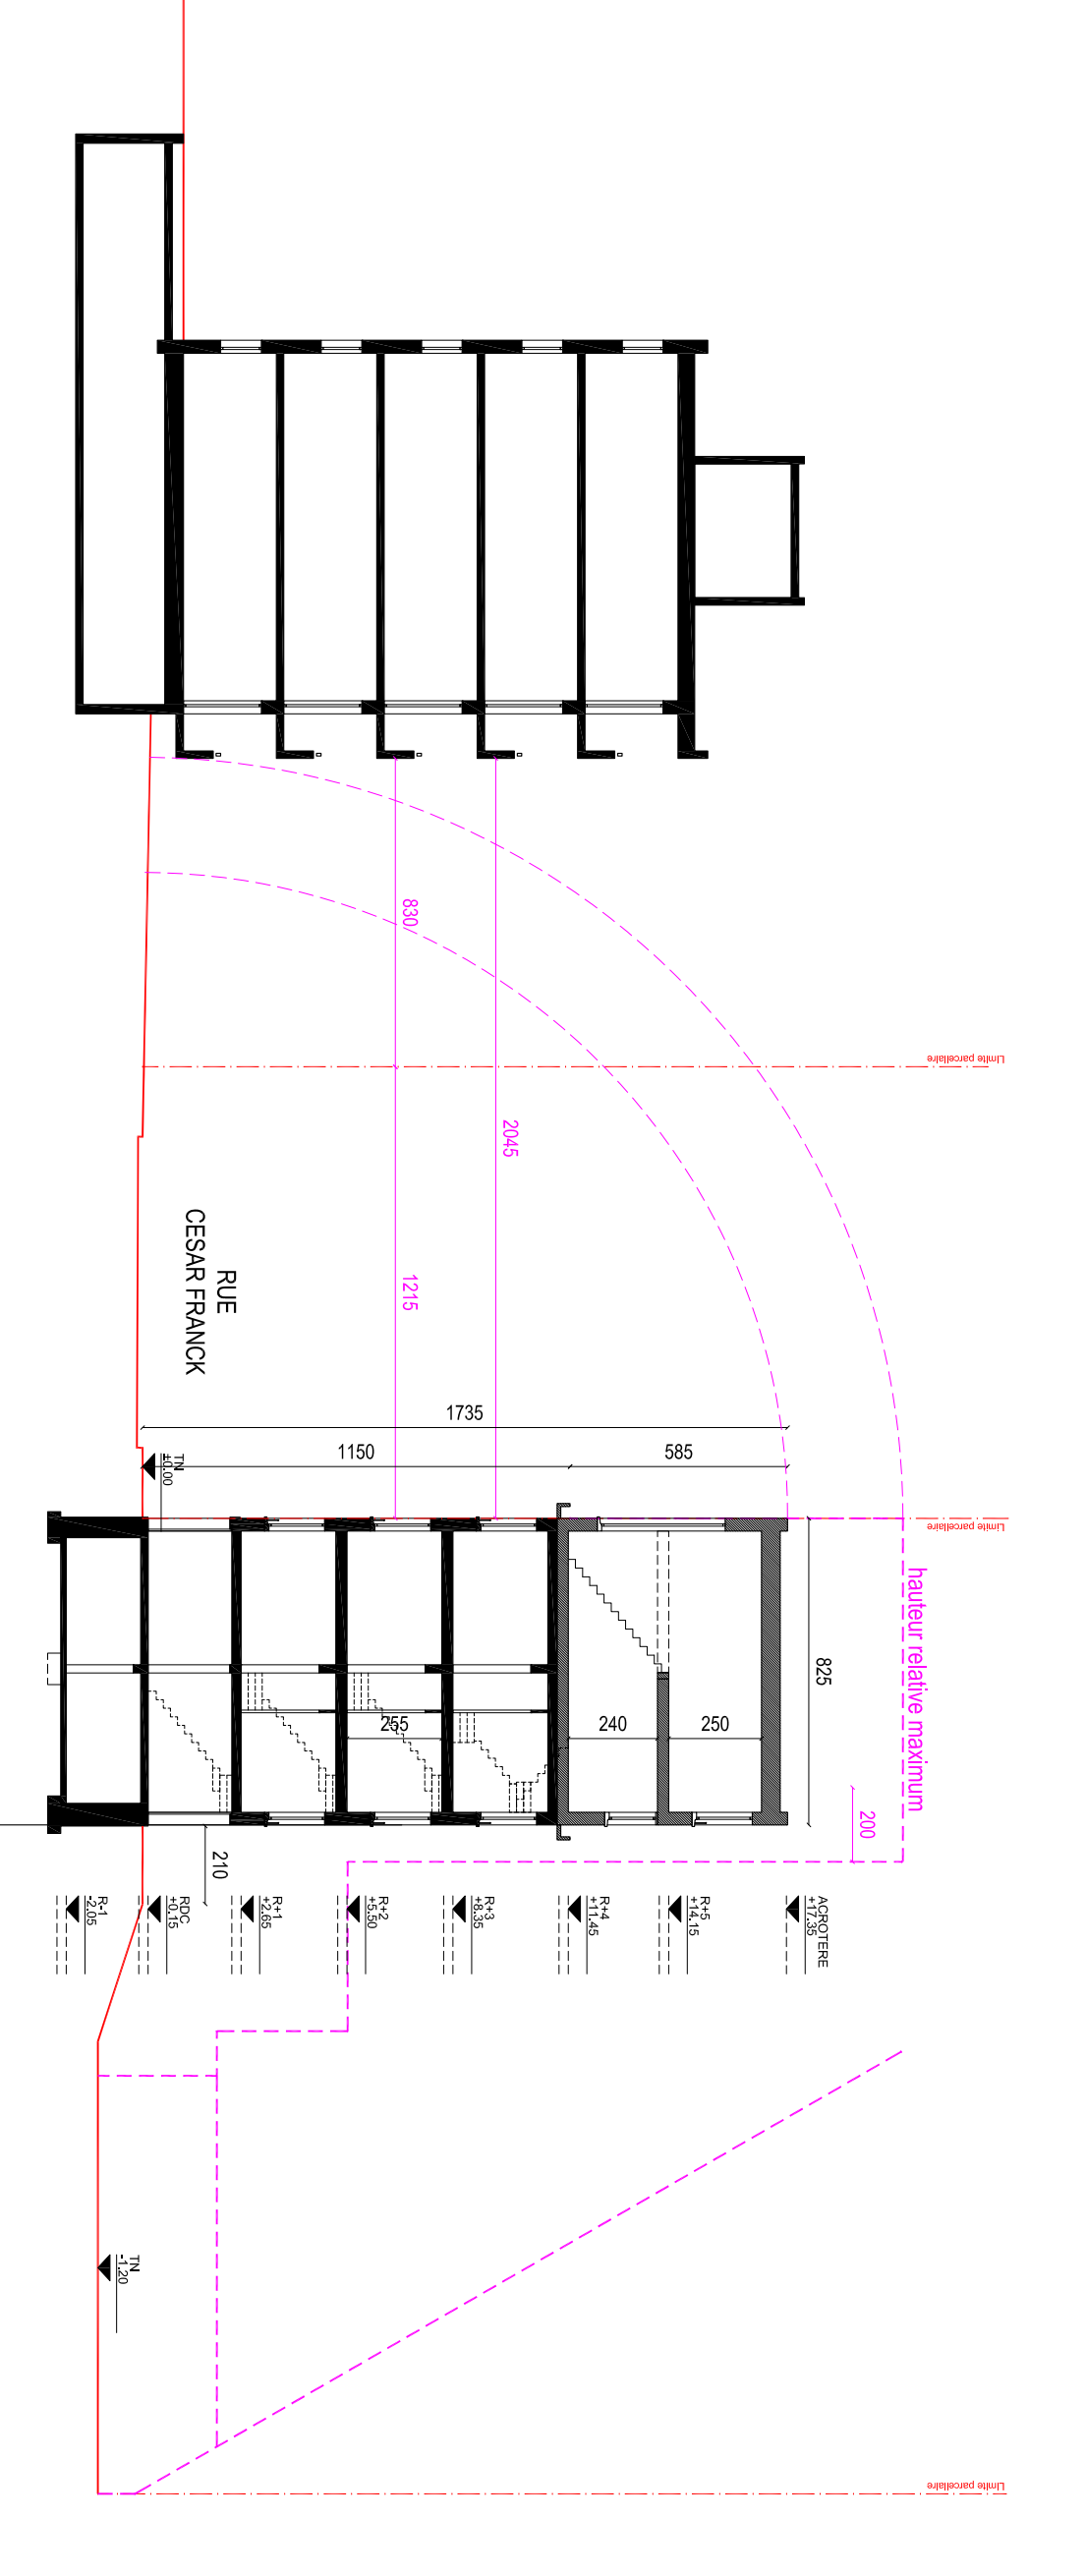 Limite parcellaire
830
2045
1215
RUE
CESAR FRANCK
1735
1150
585
TN
±0.00
Limite parcellaire
hauteur relative maximum
825
255
240
250
200
210
R-1
-2.05
RDC
+0.15
R+1
+2.65
R+2
+5.50
R+3
+8.35
R+4
+11.45
R+5
+14.15
ACROTERE
+17.35
TN
-1.20
Limite parcellaire